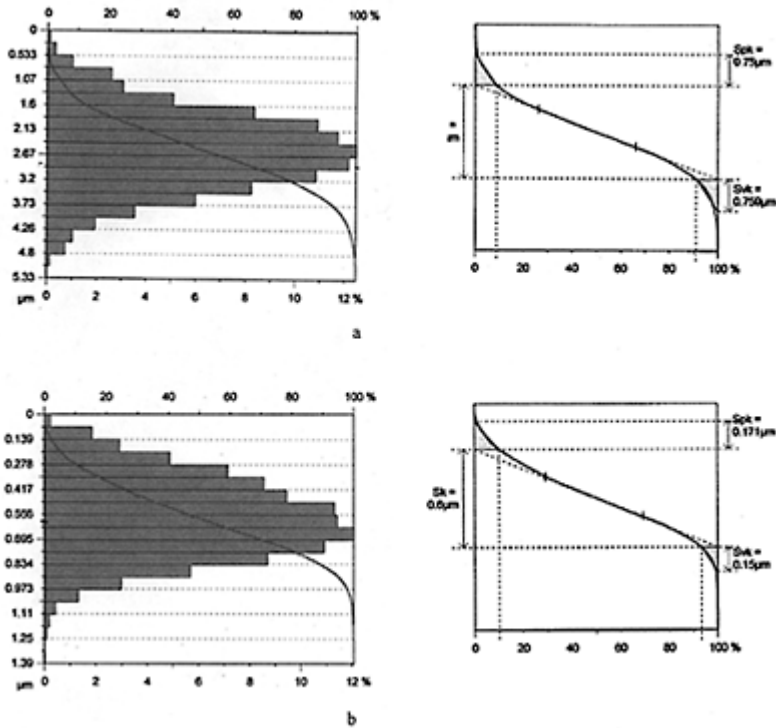 0 20 40 60 80 100 %
0
0.533
1.07
1.6
2.13
2.67
3.2
3.73
4.26
4.8
5.33
µm
0 2 4 6 8 10 12 %
Spk =
0.75µm
Svk =
0.750µm
0 20 40 60 80 100 %
a
0 20 40 60 80 100 %
0
0.139
0.278
0.417
0.695
0.834
0.973
1.11
1.25
1.39
µm
0 2 4 6 8 10 12 %
Spk =
0.171µm
Sk =
0.6µm
Svk =
0.15µm
0 20 40 60 80 100 %
b